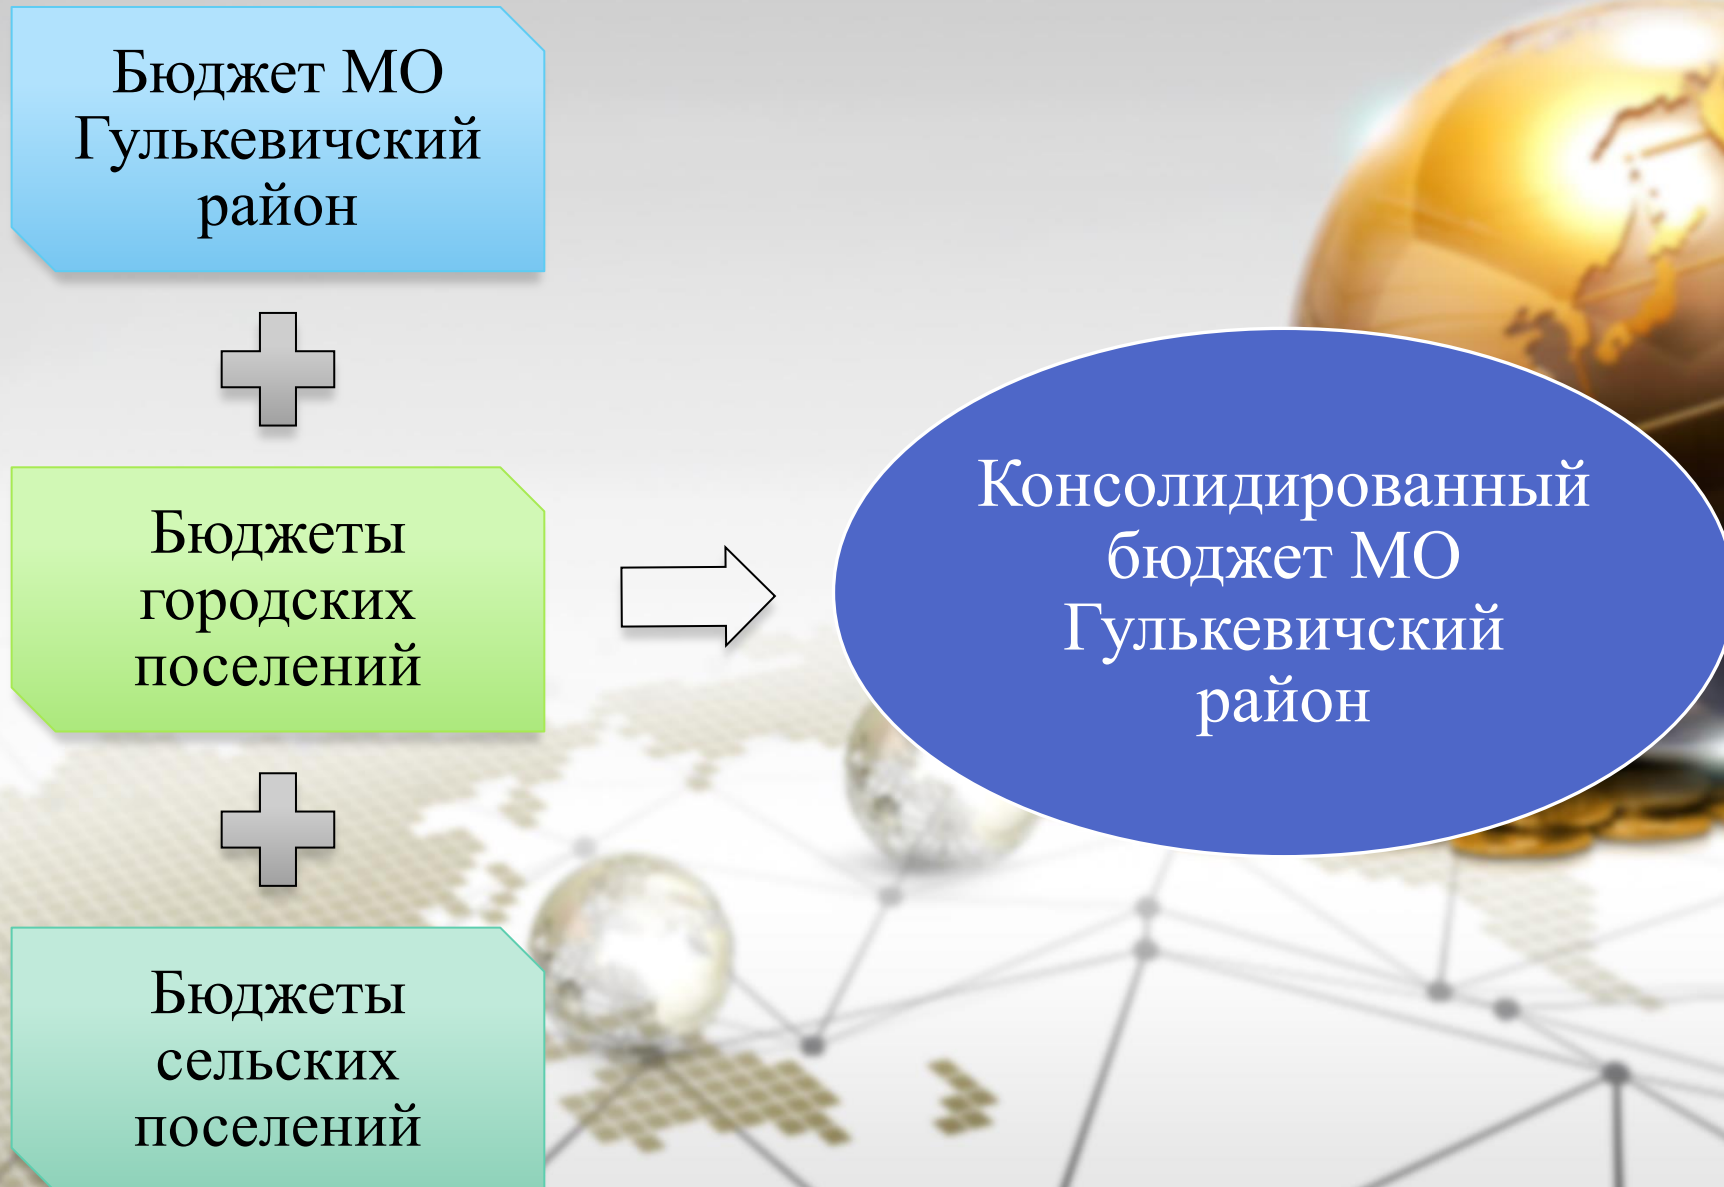 Бюджет МО
Гулькевичский
район
Бюджеты
городских
поселений
Бюджеты
сельских
поселений
Консолидированный
бюджет МО
Гулькевичский
район